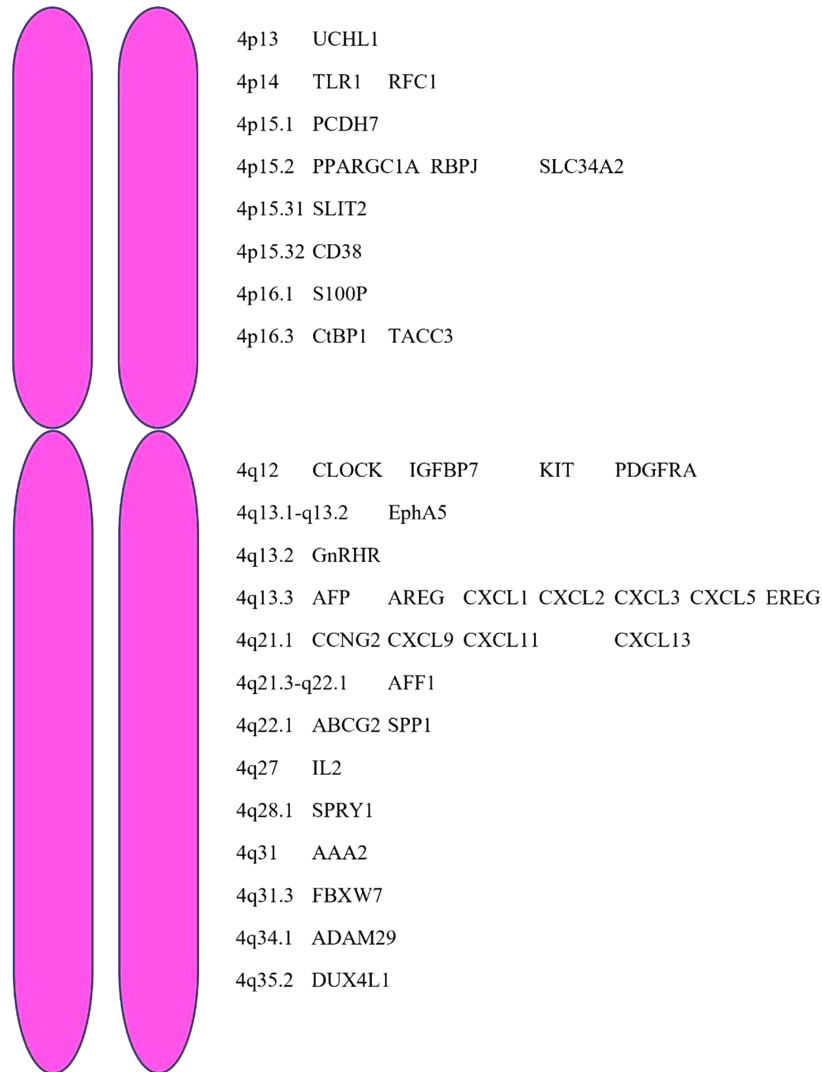 4p13 UCHL1
4p14 TLR1 RFC1
4p15.1 PCDH7
4p15.2 PPARGC1A RBPJ SLC34A2
4p15.31 SLIT2
4p15.32 CD38
4p16.1 S100P
4p16.3 CtBP1 TACC3
4q12 CLOCK IGFBP7 KIT PDGFRA
4q13.1-q13.2 EphA5
4q13.2 GnRHR
4q13.3 AFP AREG CXCL1 CXCL2 CXCL3 CXCL5 EREG
4q21.1 CCNG2 CXCL9 CXCL11 CXCL13
4q21.3-q22.1 AFF1
4q22.1 ABCG2 SPP1
4q27 IL2
4q28.1 SPRY1
4q31 AAA2
4q31.3 FBXW7
4q34.1 ADAM29
4q35.2 DUX4L1